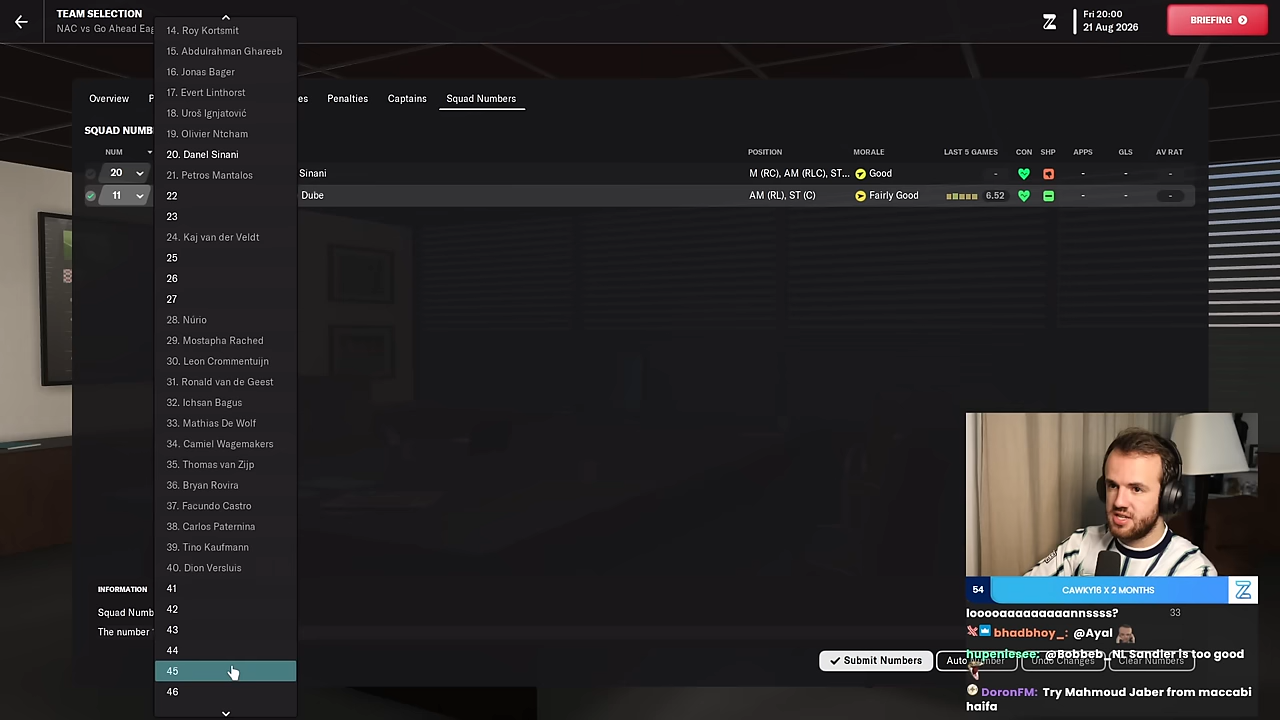 TEAM SELECTION
NAC vs Go Ahead Eag
Fri 20:00
21 Aug 2026
BRIEFING
Overview
P
es
Penalties
Captains
Squad Numbers
SQUAD NUMB
NUM
POSITION
MORALE
LAST 5 GAMES
CON
SHP
APPS
GLS
AV RAT
20
Sinani
M (RC), AM (RLC), ST...
Good
-
-
-
-
11
Dube
AM (RL), ST (C)
Fairly Good
6.52
-
-
-
14. Roy Kortsmit
15. Abdulrahman Ghareeb
16. Jonas Bager
17. Evert Linthorst
18. Uroš Ignjatović
19. Olivier Ntcham
20. Danel Sinani
21. Petros Mantalos
22
23
24. Kaj van der Veldt
25
26
27
28. Núrio
29. Mostapha Rached
30. Leon Crommentuijn
31. Ronald van de Geest
32. Ichsan Bagus
33. Mathias De Wolf
34. Camiel Wagemakers
35. Thomas van Zijp
36. Bryan Rovira
37. Facundo Castro
38. Carlos Paternina
39. Tino Kaufmann
40. Dion Versluis
41
42
43
44
45
46
INFORMATION
Squad Numb
The number
Submit Numbers
Undo Changes
Clear Numbers
54
CAWKY16 X 2 MONTHS
33
bhadbhoy_: @Ayal
hupeniesee: @Bobbeb_NL Sandler is too good
DoronFM: Try Mahmoud Jaber from maccabi
haifa